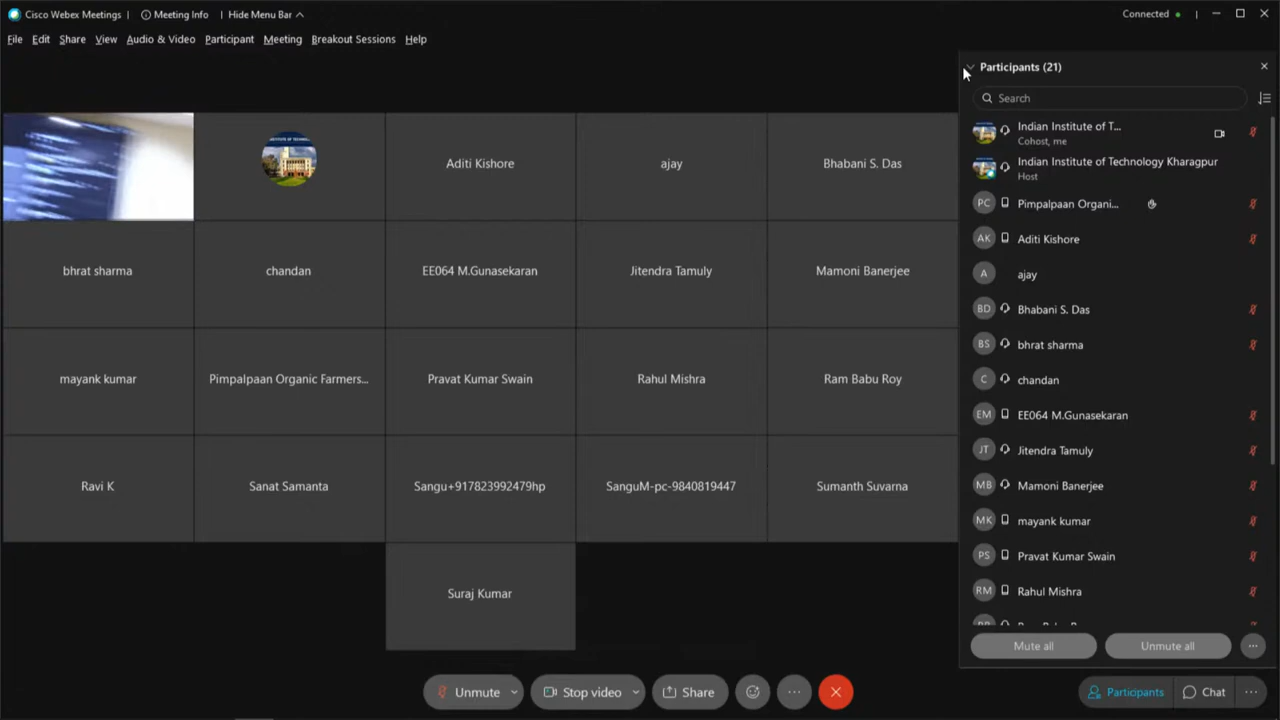 Cisco Webex Meetings | Meeting Info | Hide Menu Bar
Connected
File Edit Share View Audio & Video Participant Meeting Breakout Sessions Help
Participants (21)
Search
Aditi Kishore
ajay
Bhabani S. Das
bhrat sharma
chandan
EE064 M.Gunasekaran
Jitendra Tamuly
Mamoni Banerjee
mayank kumar
Pimpalpaan Organic Farmers...
Pravat Kumar Swain
Rahul Mishra
Ram Babu Roy
Ravi K
Sanat Samanta
Sangu+917823992479hp
SanguM-pc-9840819447
Sumanth Suvarna
Suraj Kumar
Indian Institute of T...
Cohost, me
Indian Institute of Technology Kharagpur
Host
PC Pimpalpaan Organi...
AK Aditi Kishore
A ajay
BD Bhabani S. Das
BS bhrat sharma
C chandan
EM EE064 M.Gunasekaran
JT Jitendra Tamuly
MB Mamoni Banerjee
MK mayank kumar
PS Pravat Kumar Swain
RM Rahul Mishra
Mute all
Unmute all
Unmute
Stop video
Share
Participants
Chat